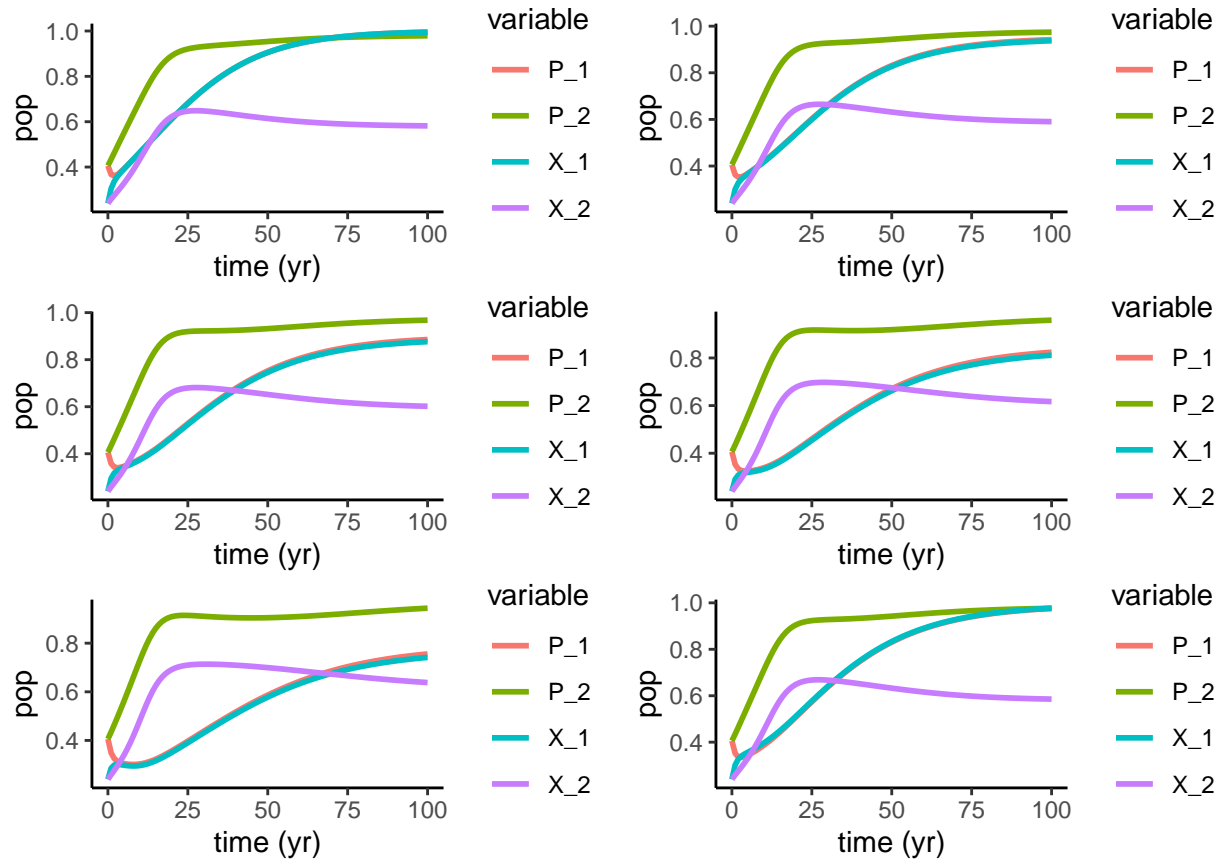 variable
1.0
0.8
0.6
0.4
pop
0
25
50
75
100
time (yr)
P_1
P_2
X_1
X_2
variable
1.0
0.8
0.6
0.4
pop
0
25
50
75
100
time (yr)
P_1
P_2
X_1
X_2
variable
1.0
0.8
0.6
0.4
pop
0
25
50
75
100
time (yr)
P_1
P_2
X_1
X_2
variable
0.8
0.6
0.4
pop
0
25
50
75
100
time (yr)
P_1
P_2
X_1
X_2
variable
0.8
0.6
0.4
pop
0
25
50
75
100
time (yr)
P_1
P_2
X_1
X_2
variable
1.0
0.8
0.6
0.4
pop
0
25
50
75
100
time (yr)
P_1
P_2
X_1
X_2